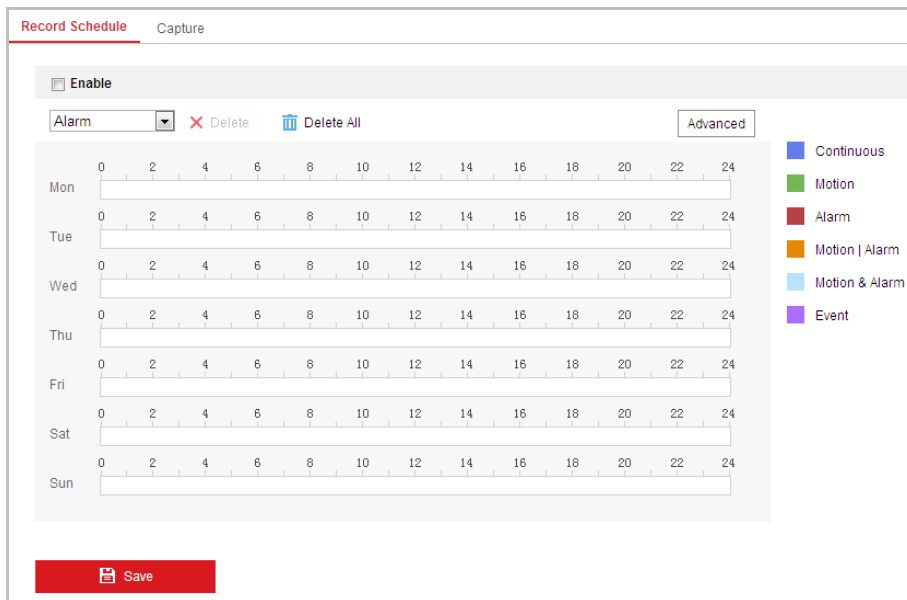 Record Schedule Capture
Enable
Alarm Delete Delete All Advanced
Continuous
Motion
Alarm
Motion | Alarm
Motion & Alarm
Event
0 2 4 6 8 10 12 14 16 18 20 22 24
Mon
0 2 4 6 8 10 12 14 16 18 20 22 24
Tue
0 2 4 6 8 10 12 14 16 18 20 22 24
Wed
0 2 4 6 8 10 12 14 16 18 20 22 24
Thu
0 2 4 6 8 10 12 14 16 18 20 22 24
Fri
0 2 4 6 8 10 12 14 16 18 20 22 24
Sat
0 2 4 6 8 10 12 14 16 18 20 22 24
Sun
Save